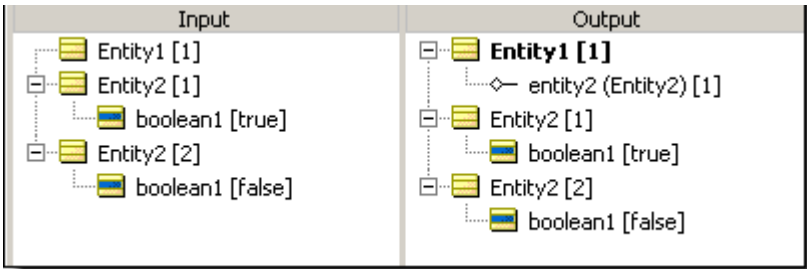 Input
Entity1 [1]
Entity2 [1]
boolean1 [true]
Entity2 [2]
boolean1 [false]
Output
Entity1 [1]
entity2 (Entity2) [1]
Entity2 [1]
boolean1 [true]
Entity2 [2]
boolean1 [false]